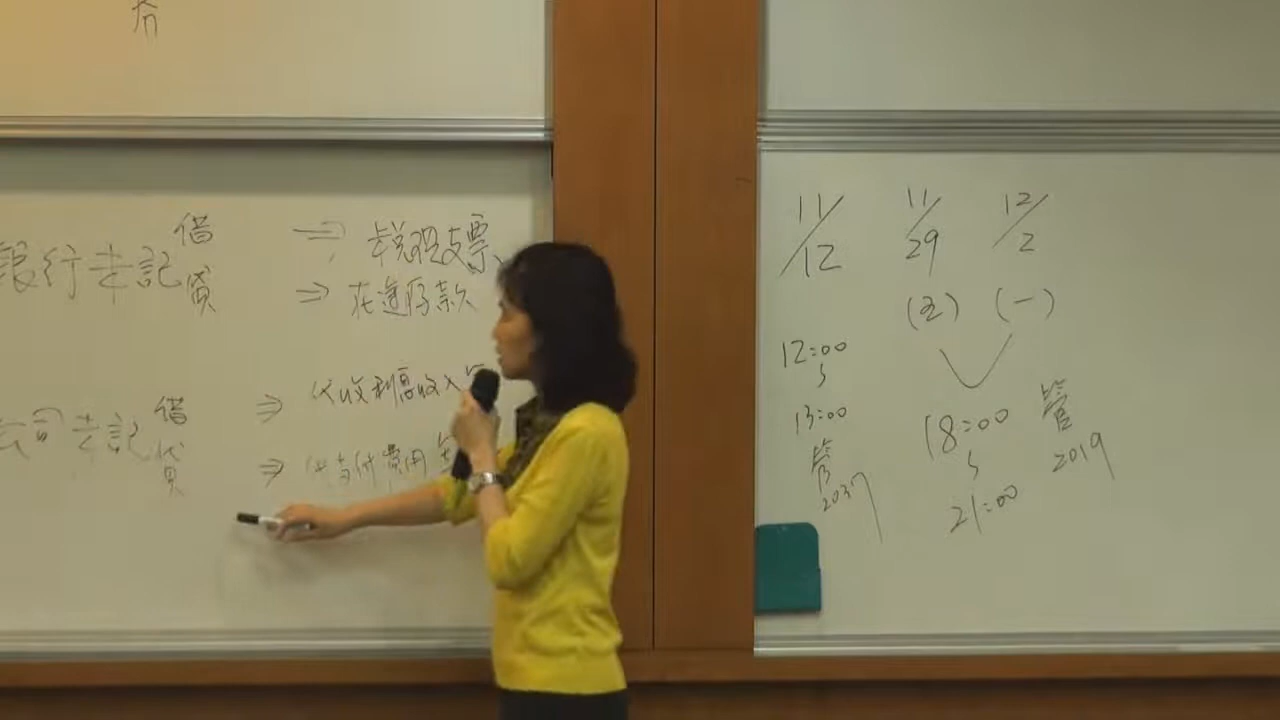 銀行未記 借 ⇒ 未兌現支票
貸 ⇒ 在途存款
公司未記 借 ⇒ 代收利息收入
貸 ⇒ 代付費用
11/12
11/29
12/2
(五)
(一)
12:00
13:00
管
2037
18:00
21:00
管
2019